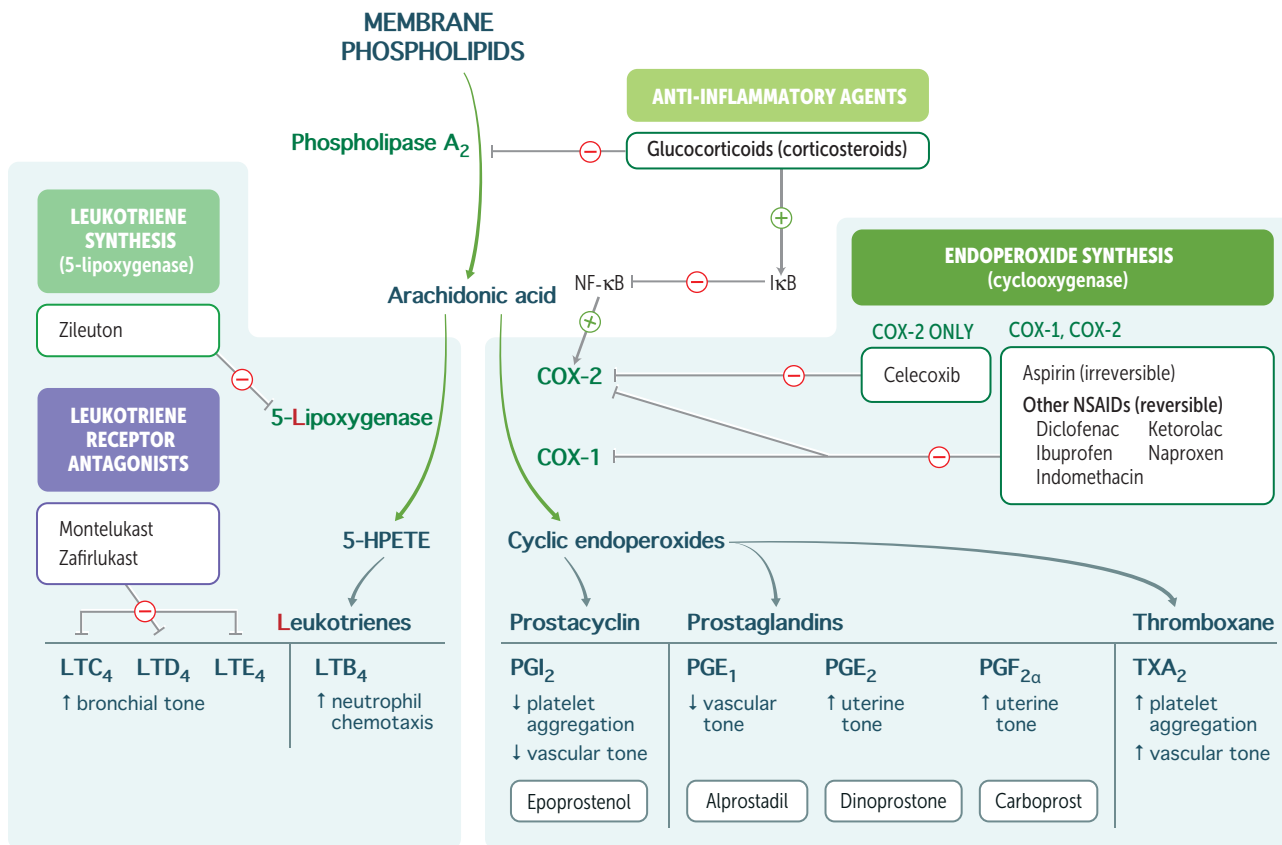 MEMBRANE
PHOSPHOLIPIDS
ANTI-INFLAMMATORY AGENTS
Phospholipase A2
Glucocorticoids (corticosteroids)
LEUKOTRIENE
SYNTHESIS
(5-lipoxygenase)
Zileuton
LEUKOTRIENE
RECEPTOR
ANTAGONISTS
Montelukast
Zafirlukast
+
−
NF-κB
−
IκB
Arachidonic acid
+
−
5-Lipoxygenase
ENDOPEROXIDE SYNTHESIS
(cyclooxygenase)
COX-2 ONLY
COX-1, COX-2
Celecoxib
Aspirin (irreversible)
Other NSAIDs (reversible)
Diclofenac Ketorolac
Ibuprofen Naproxen
Indomethacin
COX-2
−
COX-1
−
5-HPETE
Cyclic endoperoxides
−
Leukotrienes
LTC4 LTD4 LTE4
↑ bronchial tone
LTB4
↑ neutrophil
chemotaxis
Prostacyclin
PGI2
↓ platelet
aggregation
↓ vascular tone
Epoprostenol
Prostaglandins
PGE1
↓ vascular
tone
Alprostadil
PGE2
↑ uterine
tone
Dinoprostone
PGF2α
↑ uterine
tone
Carboprost
Thromboxane
TXA2
↑ platelet
aggregation
↑ vascular tone